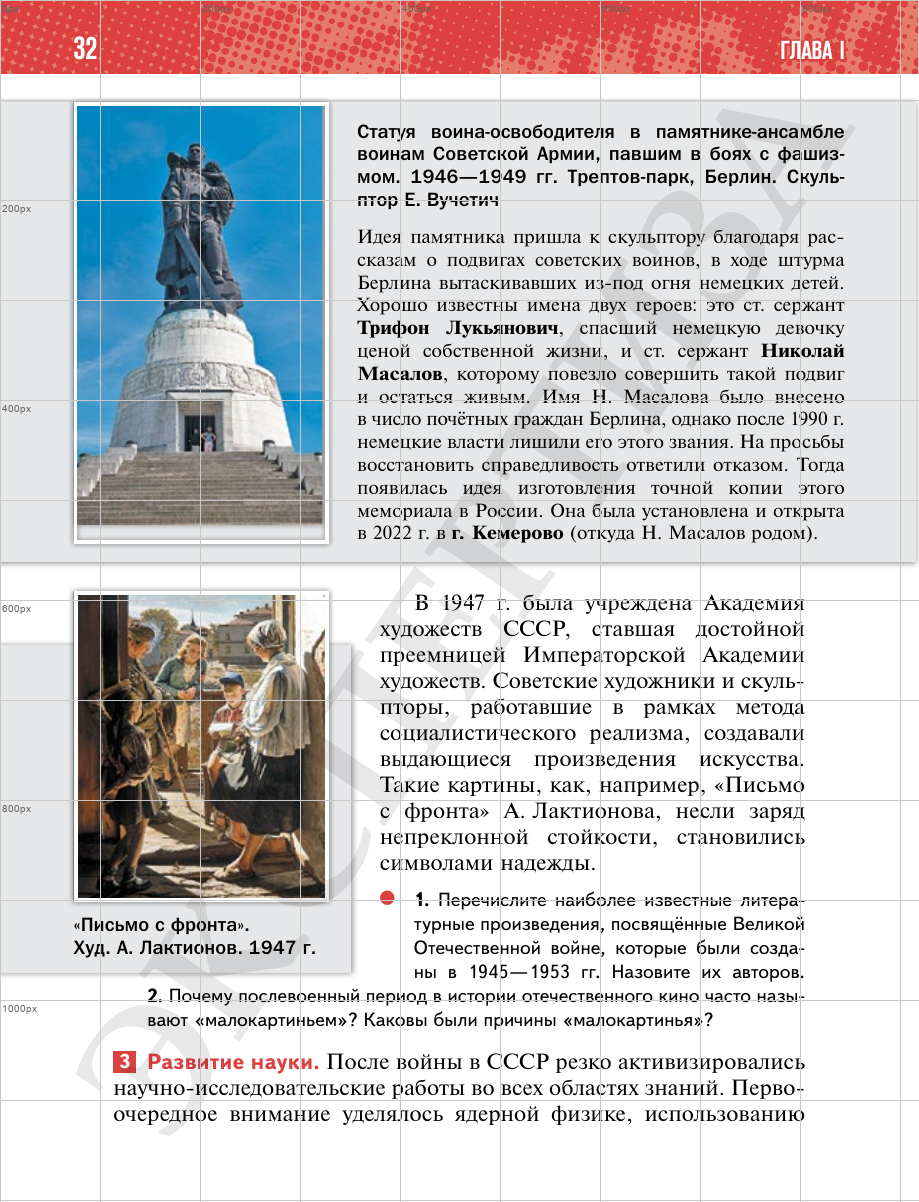 32
ГЛАВА I
Статуя воина-освободителя в памятнике-ансамбле
воинам Советской Армии, павшим в боях с фашиз-
мом. 1946—1949 гг. Трептов-парк, Берлин. Скуль-
птор Е. Вучетич
Идея памятника пришла к скульптору благодаря рас-
сказам о подвигах советских воинов, в ходе штурма
Берлина вытаскивавших из-под огня немецких детей.
Хорошо известны имена двух героев: это ст. сержант
Трифон Лукьянович, спасший немецкую девочку
ценой собственной жизни, и ст. сержант Николай
Масалов, которому повезло совершить такой подвиг
и остаться живым. Имя Н. Масалова было внесено
в число почётных граждан Берлина, однако после 1990 г.
немецкие власти лишили его этого звания. На просьбы
восстановить справедливость ответили отказом. Тогда
появилась идея изготовления точной копии этого
мемориала в России. Она была установлена и открыта
в 2022 г. в г. Кемерово (откуда Н. Масалов родом).
В 1947 г. была учреждена Академия
художеств СССР, ставшая достойной
преемницей Императорской Академии
художеств. Советские художники и скуль-
пторы, работавшие в рамках метода
социалистического реализма, создавали
выдающиеся произведения искусства.
Такие картины, как, например, «Письмо
с фронта» А. Лактионова, несли заряд
непреклонной стойкости, становились
символами надежды.
«Письмо с фронта».
Худ. А. Лактионов. 1947 г.
1. Перечислите наиболее известные литера-
турные произведения, посвящённые Великой
Отечественной войне, которые были созда-
ны в 1945—1953 гг. Назовите их авторов.
2. Почему послевоенный период в истории отечественного кино часто назы-
вают «малокартиньем»? Каковы были причины «малокартинья»?
3 Развитие науки. После войны в СССР резко активизировались
научно-исследовательские работы во всех областях знаний. Перво-
очередное внимание уделялось ядерной физике, использованию
ЭКСПЕРТИЗА
200px
400px
600px
800px
1000px